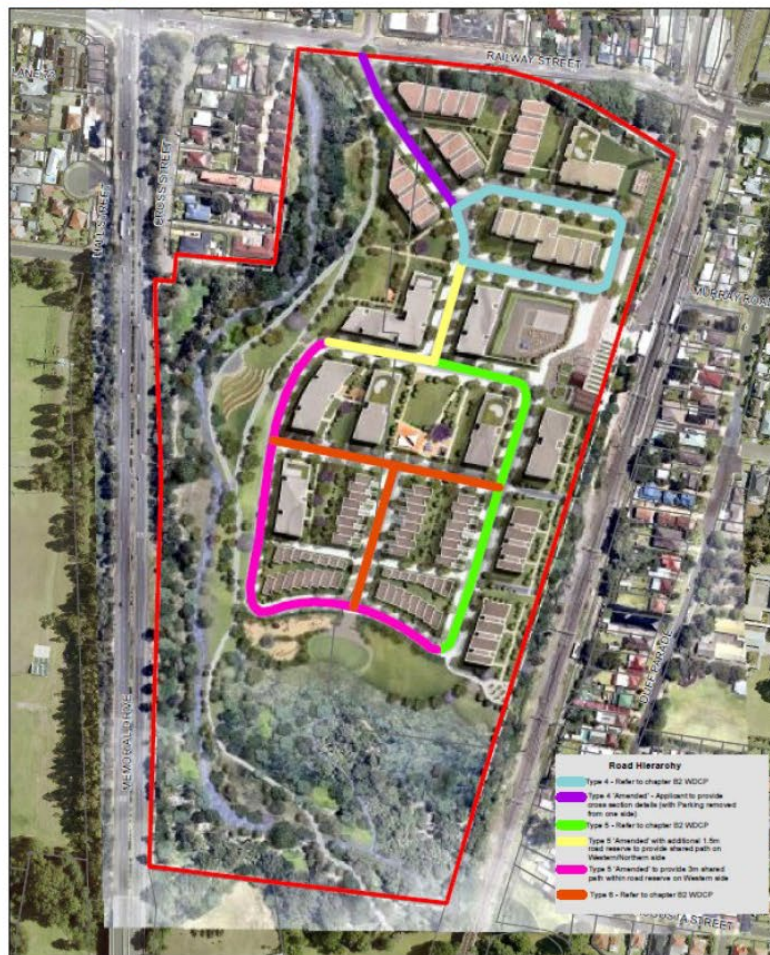 RAILWAY STREET
CROSS STREET
MURRAY ROAD
DUFF PARADE
MEMORIAL DRIVE
Road Hierarchy
Type 4 - Refer to chapter B2 WDCP
Type 4 'Amended' - Applicant to provide
cross section details (with Parking removed
from one side)
Type 5 - Refer to chapter B2 WDCP
Type 5 'Amended' with additional 1.5m
road reserve to provide shared path on
Western/Northern side
Type 5 'Amended' to provide 3m shared
path within road reserve on Western side
Type 6 - Refer to chapter B2 WDCP
STREET